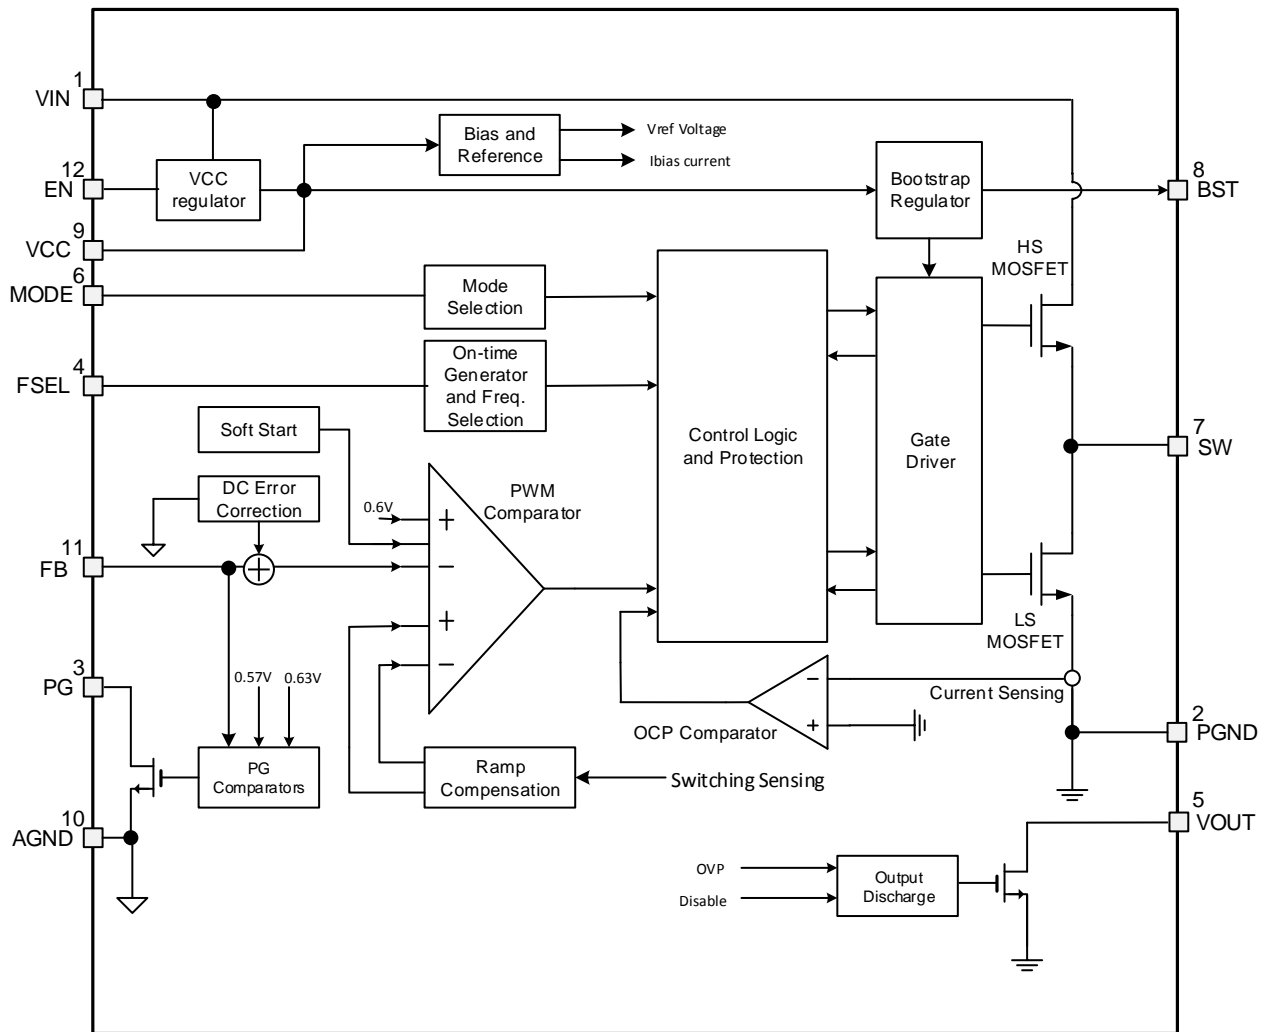 1
VIN
12
EN
9
VCC
6
MODE
4
FSEL
11
FB
3
PG
10
AGND
VCC
regulator
Bias and
Reference
Vref Voltage
Ibias current
Bootstrap
Regulator
8
BST
HS
MOSFET
Mode
Selection
On-time
Generator
and Freq.
Selection
Soft Start
DC Error
Correction
0.6V
+
−
+
−
PWM
Comparator
Control Logic
and Protection
Gate
Driver
7
SW
LS
MOSFET
Current Sensing
−
+
OCP Comparator
2
PGND
0.57V
0.63V
PG
Comparators
Ramp
Compensation
Switching Sensing
5
VOUT
OVP
Disable
Output
Discharge